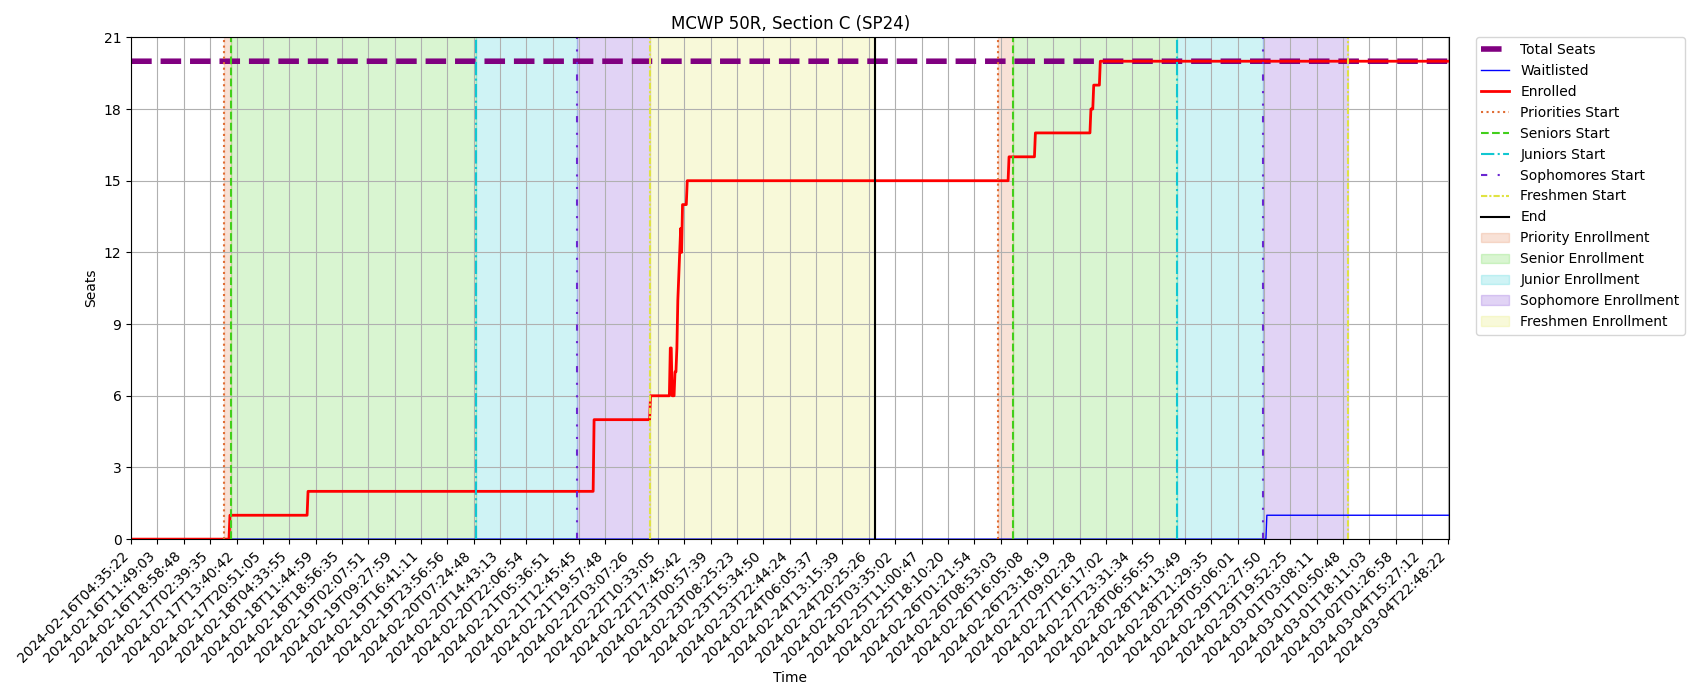 MCWP 50R, Section C (SP24)
Seats
21
18
15
12
9
6
3
0
2024-02-16T04:35:22
2024-02-16T11:49:03
2024-02-16T18:58:48
2024-02-17T02:39:35
2024-02-17T13:40:42
2024-02-17T20:51:05
2024-02-18T04:33:55
2024-02-18T11:44:59
2024-02-18T18:56:35
2024-02-19T02:07:51
2024-02-19T09:27:59
2024-02-19T16:41:11
2024-02-19T23:56:56
2024-02-20T07:24:48
2024-02-20T14:43:13
2024-02-20T22:06:54
2024-02-21T05:36:51
2024-02-21T12:45:45
2024-02-21T19:57:48
2024-02-22T03:07:26
2024-02-22T10:33:05
2024-02-22T17:45:42
2024-02-23T00:57:39
2024-02-23T08:25:23
2024-02-23T15:34:50
2024-02-23T22:44:24
2024-02-24T06:05:37
2024-02-24T13:15:39
2024-02-24T20:25:26
2024-02-25T03:35:02
2024-02-25T11:00:47
2024-02-25T18:10:20
2024-02-26T01:21:54
2024-02-26T08:53:03
2024-02-26T16:05:08
2024-02-26T23:18:19
2024-02-27T09:02:28
2024-02-27T16:17:02
2024-02-27T23:31:34
2024-02-28T06:56:55
2024-02-28T14:13:49
2024-02-28T21:29:35
2024-02-29T05:06:01
2024-02-29T12:27:50
2024-02-29T19:52:25
2024-03-01T03:08:11
2024-03-01T10:50:48
2024-03-01T18:11:03
2024-03-02T01:26:58
2024-03-04T15:27:12
2024-03-04T22:48:22
Time
Total Seats
Waitlisted
Enrolled
Priorities Start
Seniors Start
Juniors Start
Sophomores Start
Freshmen Start
End
Priority Enrollment
Senior Enrollment
Junior Enrollment
Sophomore Enrollment
Freshmen Enrollment